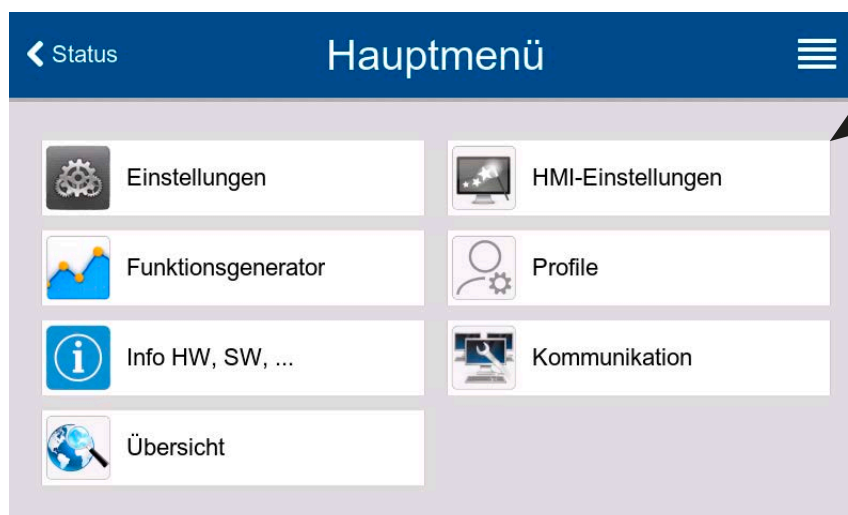 Status
Hauptmenü
Einstellungen
HMI-Einstellungen
Funktionsgenerator
Profile
Info HW, SW, ...
Kommunikation
Übersicht